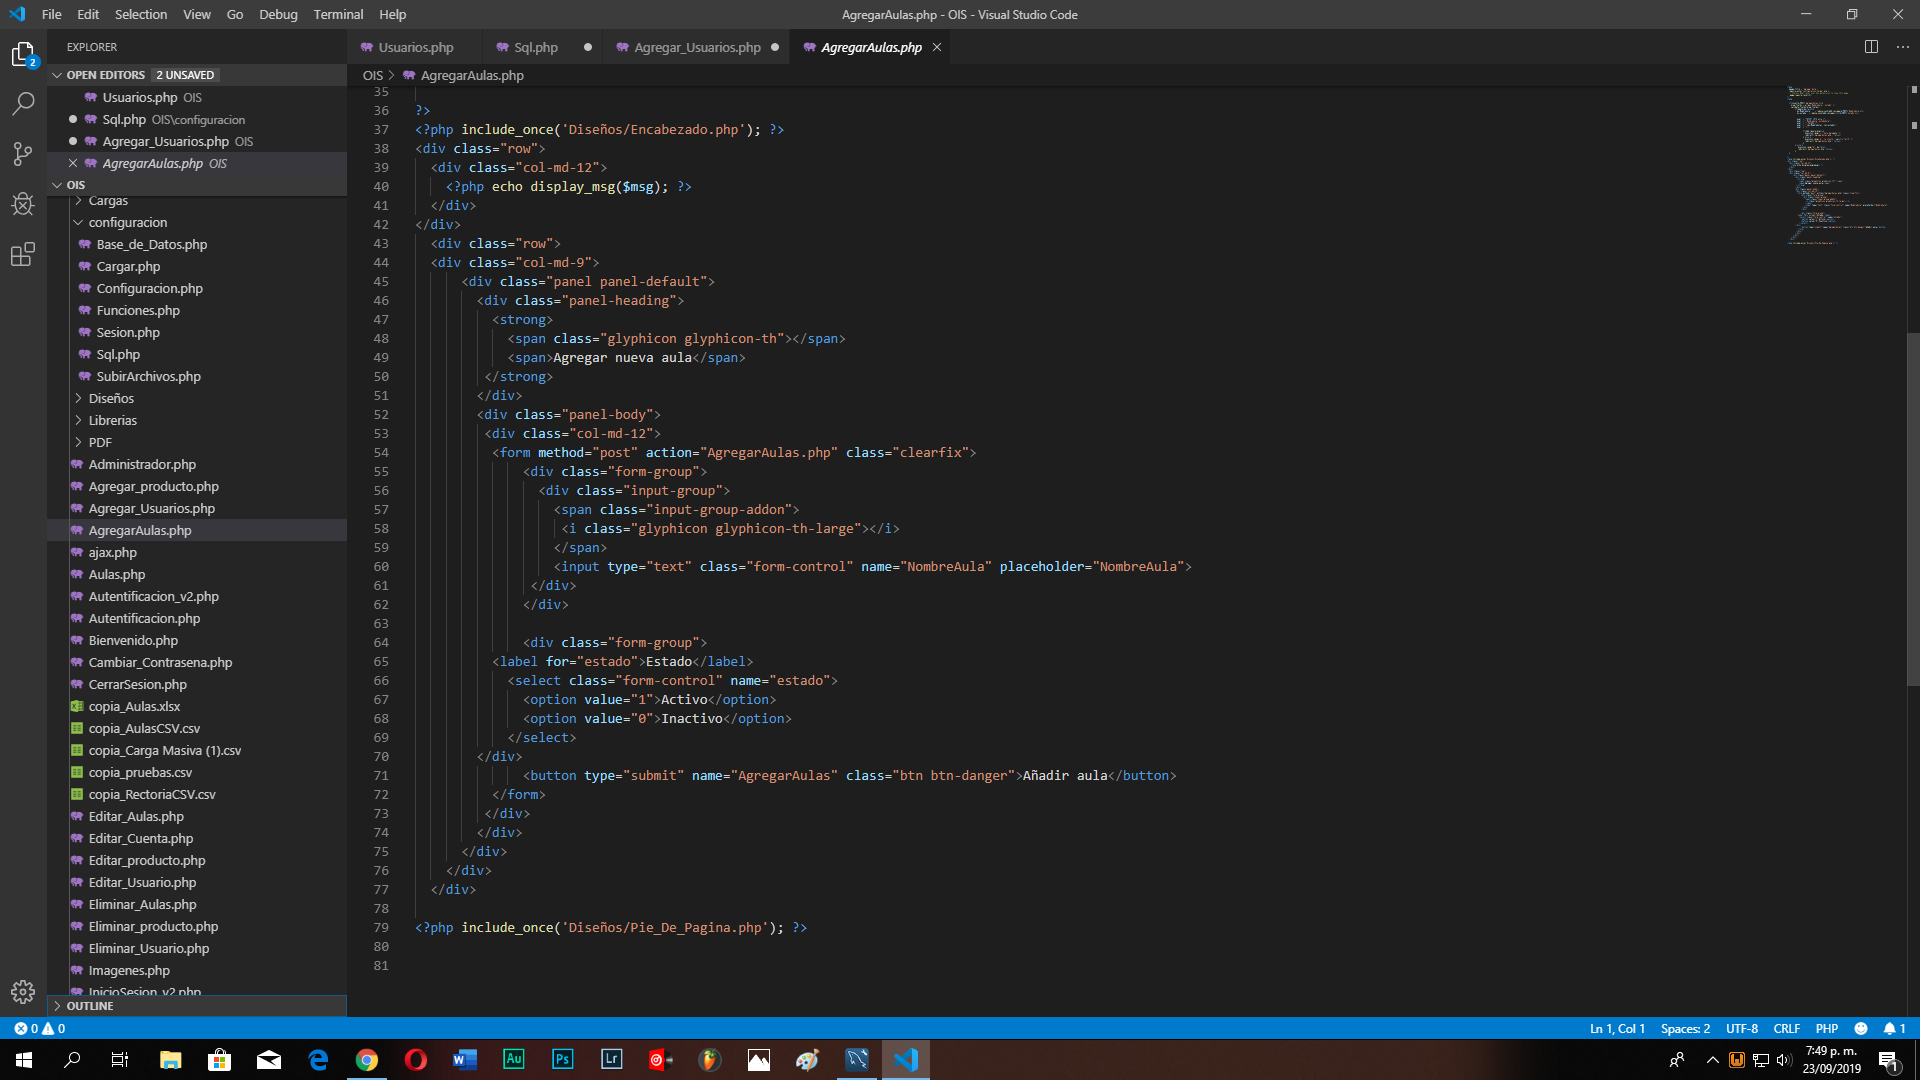 File Edit Selection View Go Debug Terminal Help
AgregarAulas.php - OIS - Visual Studio Code
EXPLORER
Usuarios.php
Sql.php
Agregar_Usuarios.php
AgregarAulas.php
OPEN EDITORS 2 UNSAVED
Usuarios.php OIS
Sql.php OIS\configuracion
Agregar_Usuarios.php OIS
AgregarAulas.php OIS
OIS
Cargas
configuracion
Base_de_Datos.php
Cargar.php
Configuracion.php
Funciones.php
Sesion.php
Sql.php
SubirArchivos.php
Diseños
Librerias
PDF
Administrador.php
Agregar_producto.php
Agregar_Usuarios.php
AgregarAulas.php
ajax.php
Aulas.php
Autentificacion_v2.php
Autentificacion.php
Bienvenido.php
Cambiar_Contrasena.php
CerrarSesion.php
copia_Aulas.xlsx
copia_AulasCSV.csv
copia_Carga Masiva (1).csv
copia_pruebas.csv
copia_RectoriaCSV.csv
Editar_Aulas.php
Editar_Cuenta.php
Editar_producto.php
Editar_Usuario.php
Eliminar_Aulas.php
Eliminar_producto.php
Eliminar_Usuario.php
Imagenes.php
InicioSesion_v2.php
OUTLINE
2
OIS > AgregarAulas.php
35
36 ?>
37 <?php include_once('Diseños/Encabezado.php'); ?>
38 <div class="row">
39 <div class="col-md-12">
40 <?php echo display_msg($msg); ?>
41 </div>
42 </div>
43 <div class="row">
44 <div class="col-md-9">
45 <div class="panel panel-default">
46 <div class="panel-heading">
47 <strong>
48 <span class="glyphicon glyphicon-th"></span>
49 <span>Agregar nueva aula</span>
50 </strong>
51 </div>
52 <div class="panel-body">
53 <div class="col-md-12">
54 <form method="post" action="AgregarAulas.php" class="clearfix">
55 <div class="form-group">
56 <div class="input-group">
57 <span class="input-group-addon">
58 <i class="glyphicon glyphicon-th-large"></i>
59 </span>
60 <input type="text" class="form-control" name="NombreAula" placeholder="NombreAula">
61 </div>
62 </div>
63
64 <div class="form-group">
65 <label for="estado">Estado</label>
66 <select class="form-control" name="estado">
67 <option value="1">Activo</option>
68 <option value="0">Inactivo</option>
69 </select>
70 </div>
71 <button type="submit" name="AgregarAulas" class="btn btn-danger">Añadir aula</button>
72 </form>
73 </div>
74 </div>
75 </div>
76 </div>
77 </div>
78
79 <?php include_once('Diseños/Pie_De_Pagina.php'); ?>
80
81
0 0
Ln 1, Col 1 Spaces: 2 UTF-8 CRLF PHP 1
W Au Ps Lr
7:49 p. m.
23/09/2019
1